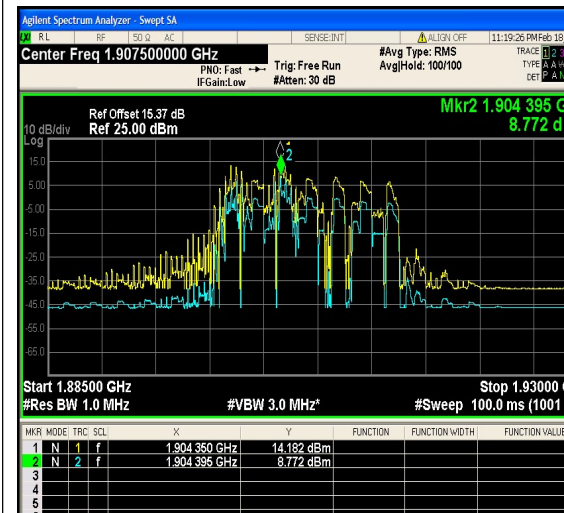 Agilent Spectrum Analyzer - Swept SA
RL RF 50 Ω AC SENSE:INT ALIGN OFF 11:19:26 PM Feb 18
Center Freq 1.907500000 GHz #Avg Type: RMS TRACE 1 2 3
PNO: Fast Trig: Free Run Avg|Hold: 100/100 TYPE A A
IFGain:Low #Atten: 30 dB DET P A N
Mkr2 1.904 395 G
Ref Offset 15.37 dB
10 dB/div Ref 25.00 dBm 8.772 d
Log
2
15.0
5.00
-5.00
-15.0
-25.0
-35.0
-45.0
-55.0
-65.0
Start 1.88500 GHz Stop 1.93000
#Res BW 1.0 MHz #VBW 3.0 MHz* #Sweep 100.0 ms (1001
MKR MODE TRC SCL X Y FUNCTION FUNCTION WIDTH FUNCTION VALUE
1 N 1 f 1.904 350 GHz 14.182 dBm
2 N 2 f 1.904 395 GHz 8.772 dBm
3
4
5